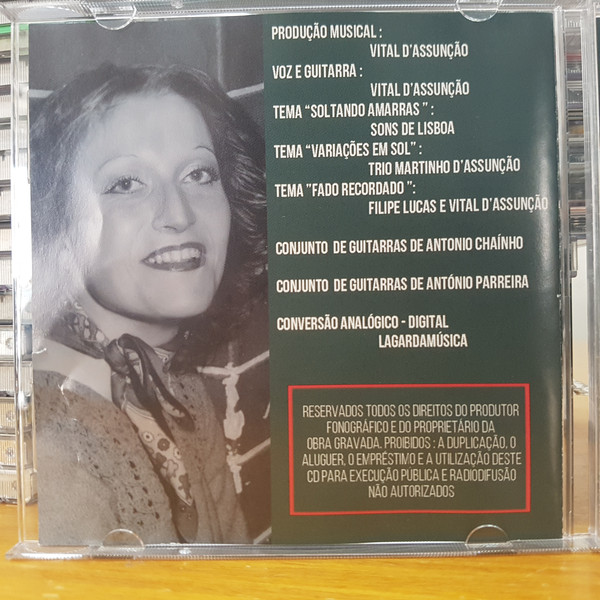 PRODUÇÃO MUSICAL :
VITAL D'ASSUNÇÃO
VOZ E GUITARRA :
VITAL D'ASSUNÇÃO
TEMA "SOLTANDO AMARRAS " :
SONS DE LISBOA
TEMA "VARIAÇÕES EM SOL" :
TRIO MARTINHO D'ASSUNÇÃO
TEMA "FADO RECORDADO ":
FILIPE LUCAS E VITAL D'ASSUNÇÃO
CONJUNTO DE GUITARRAS DE ANTONIO CHAÍNHO
CONJUNTO DE GUITARRAS DE ANTÓNIO PARREIRA
CONVERSÃO ANALÓGICO - DIGITAL
LAGARDAMÚSICA
RESERVADOS TODOS OS DIREITOS DO PRODUTOR
FONOGRÁFICO E DO PROPRIETÁRIO DA
OBRA GRAVADA. PROIBIDOS : A DUPLICAÇÃO, O
ALUGUER, O EMPRÉSTIMO E A UTILIZAÇÃO DESTE
CD PARA EXECUÇÃO PUBLICA E RADIODIFUSÃO
NÃO AUTORIZADOS